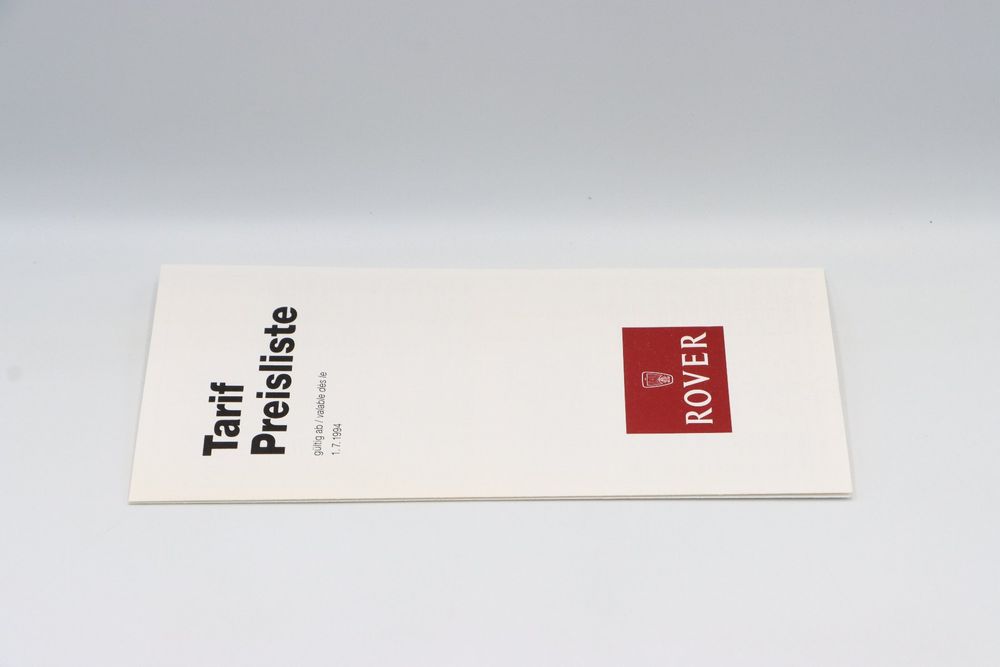 Tarif
Preisliste
gültig ab / valable dès le
1.7.1994
ROVER